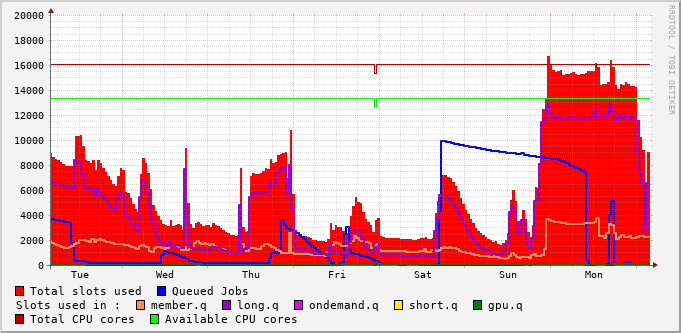 20000
18000
16000
14000
12000
10000
8000
6000
4000
2000
0
Tue Wed Thu Fri Sat Sun Mon
RRDTOOL / TOBI OETIKER
Total slots used Queued Jobs
Slots used in : member.q long.q ondemand.q short.q gpu.q
Total CPU cores Available CPU cores